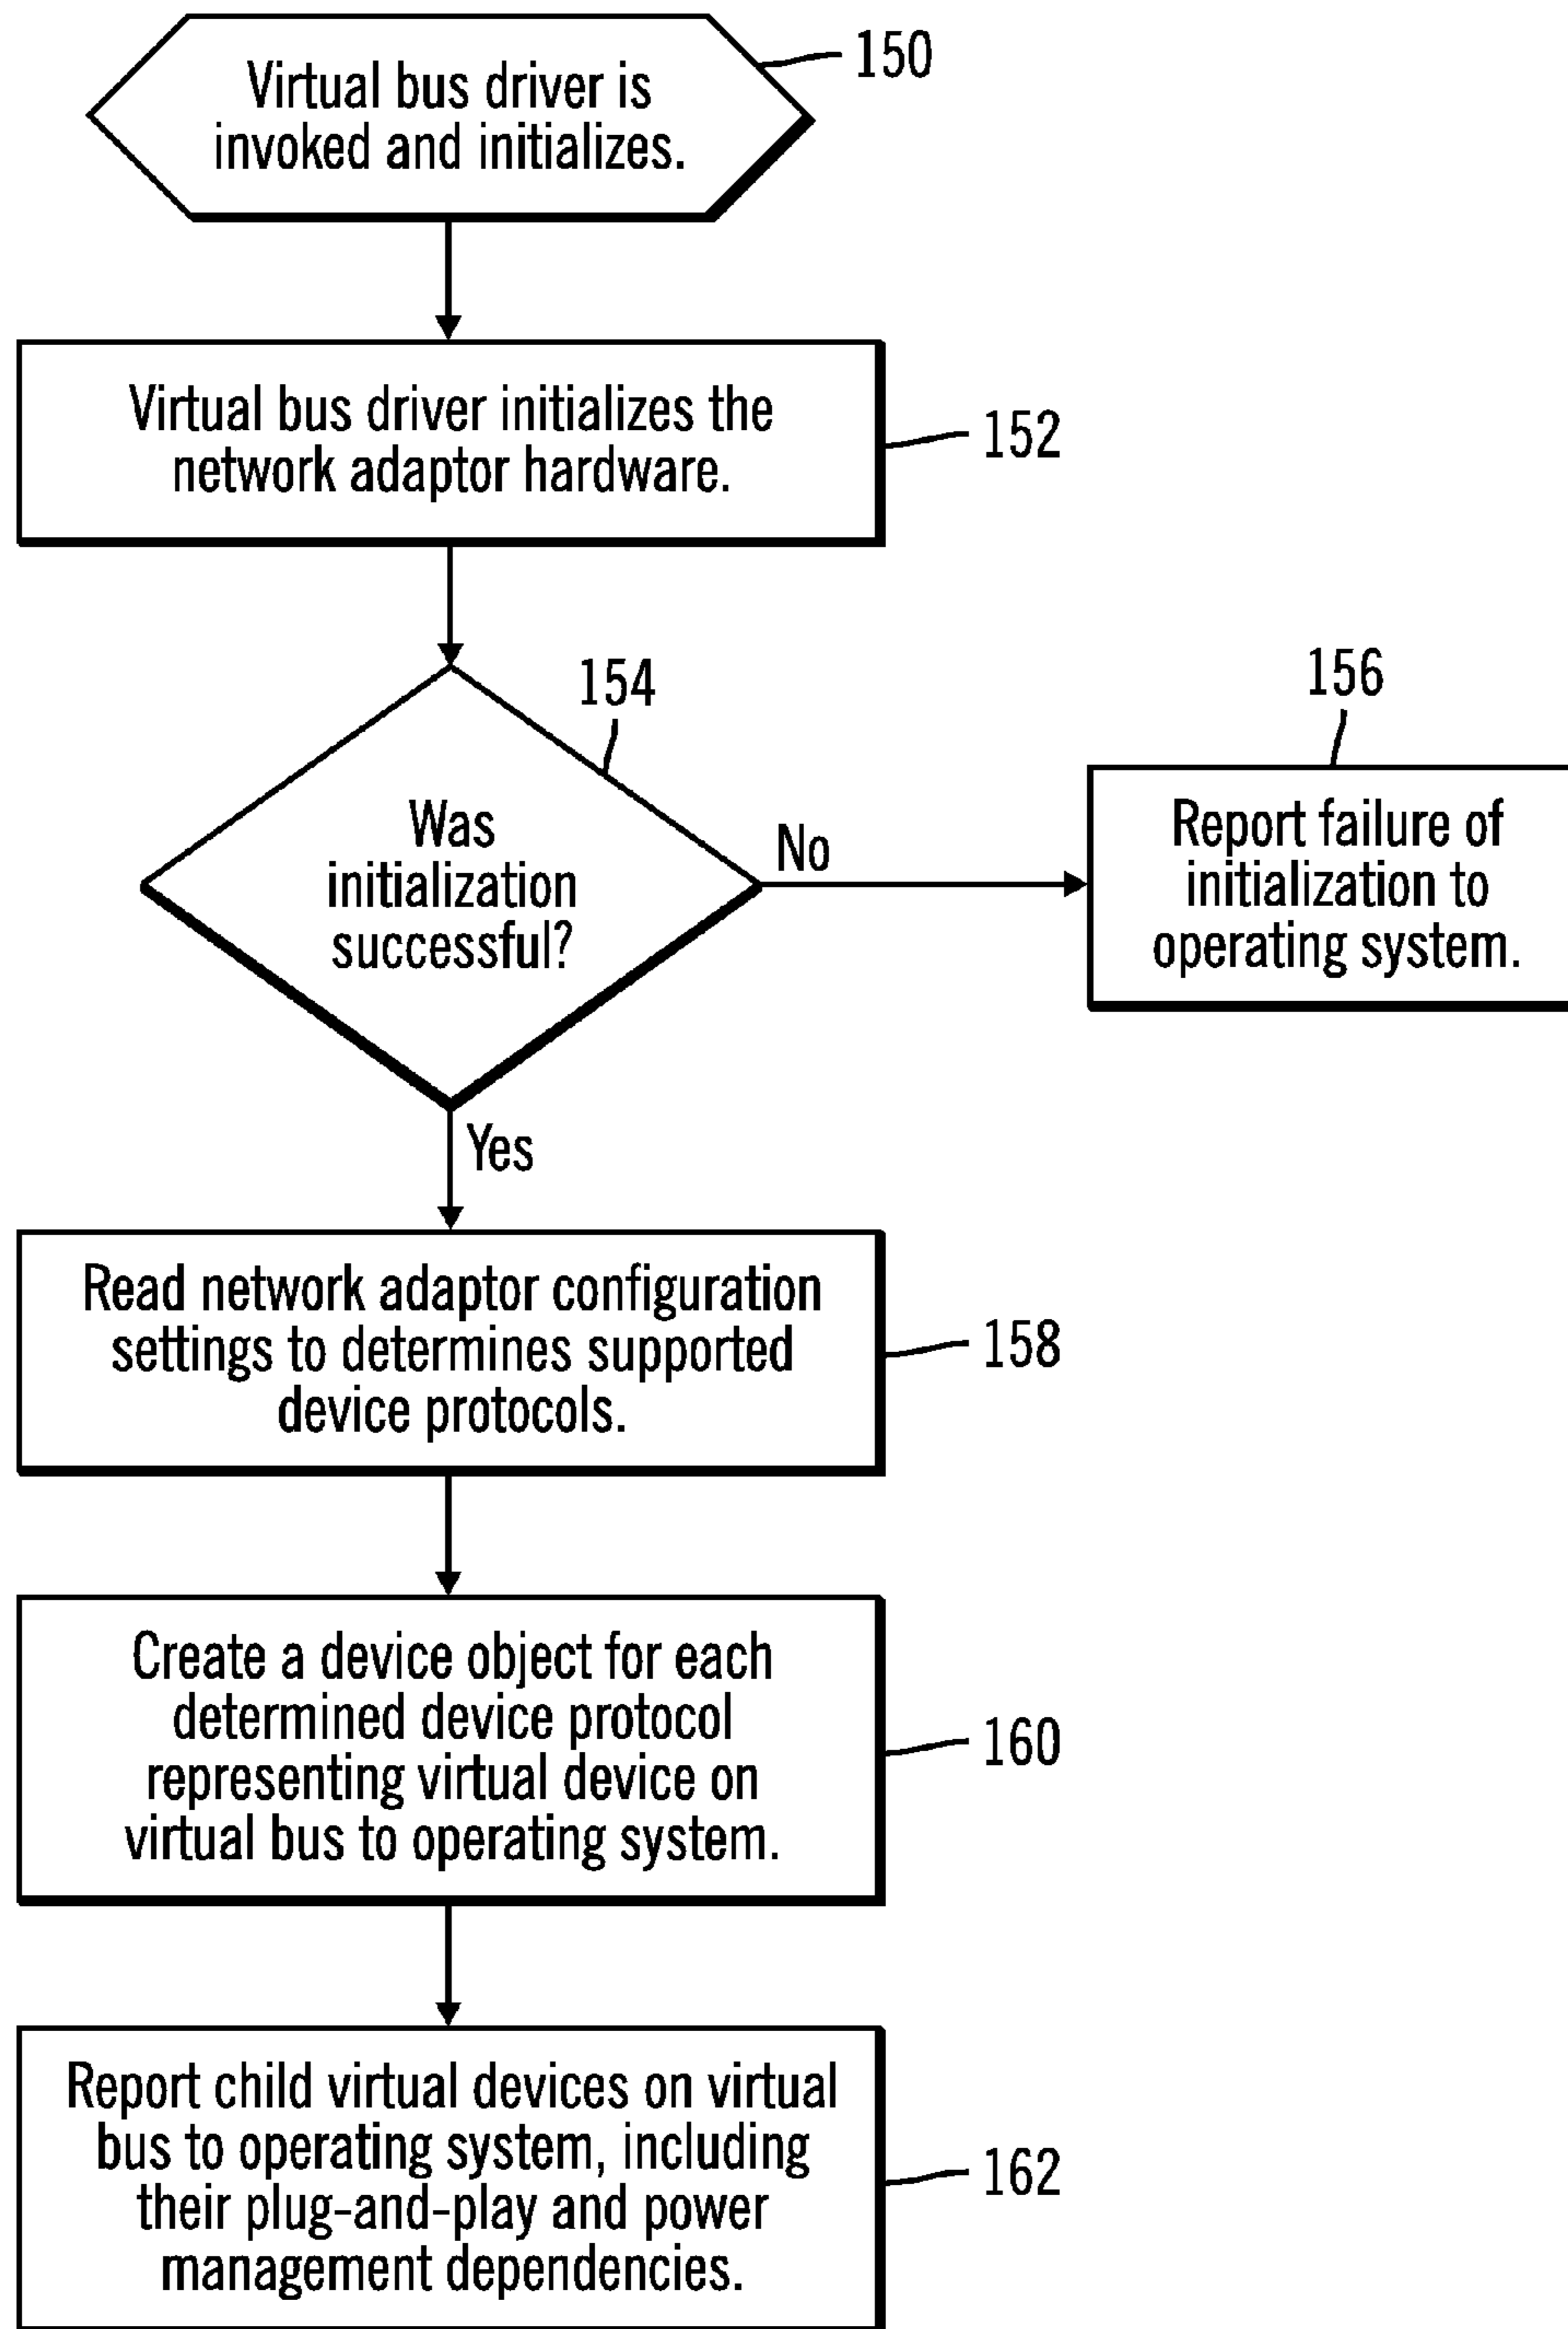 Virtual bus driver is
invoked and initializes.
150
Virtual bus driver initializes the
network adaptor hardware.
152
154
Was
initialization
successful?
No
156
Report failure of
initialization to
operating system.
Yes
Read network adaptor configuration
settings to determines supported
device protocols.
158
Create a device object for each
determined device protocol
representing virtual device on
virtual bus to operating system.
160
Report child virtual devices on virtual
bus to operating system, including
their plug-and-play and power
management dependencies.
162